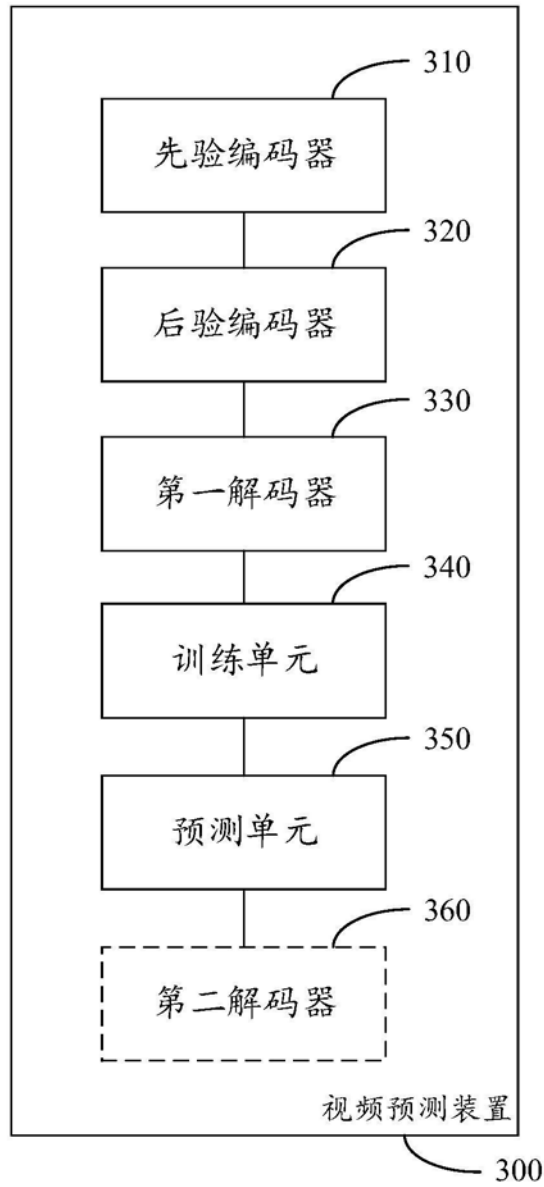 310
先验编码器
320
后验编码器
330
第一解码器
340
训练单元
350
预测单元
360
第二解码器
视频预测装置
300